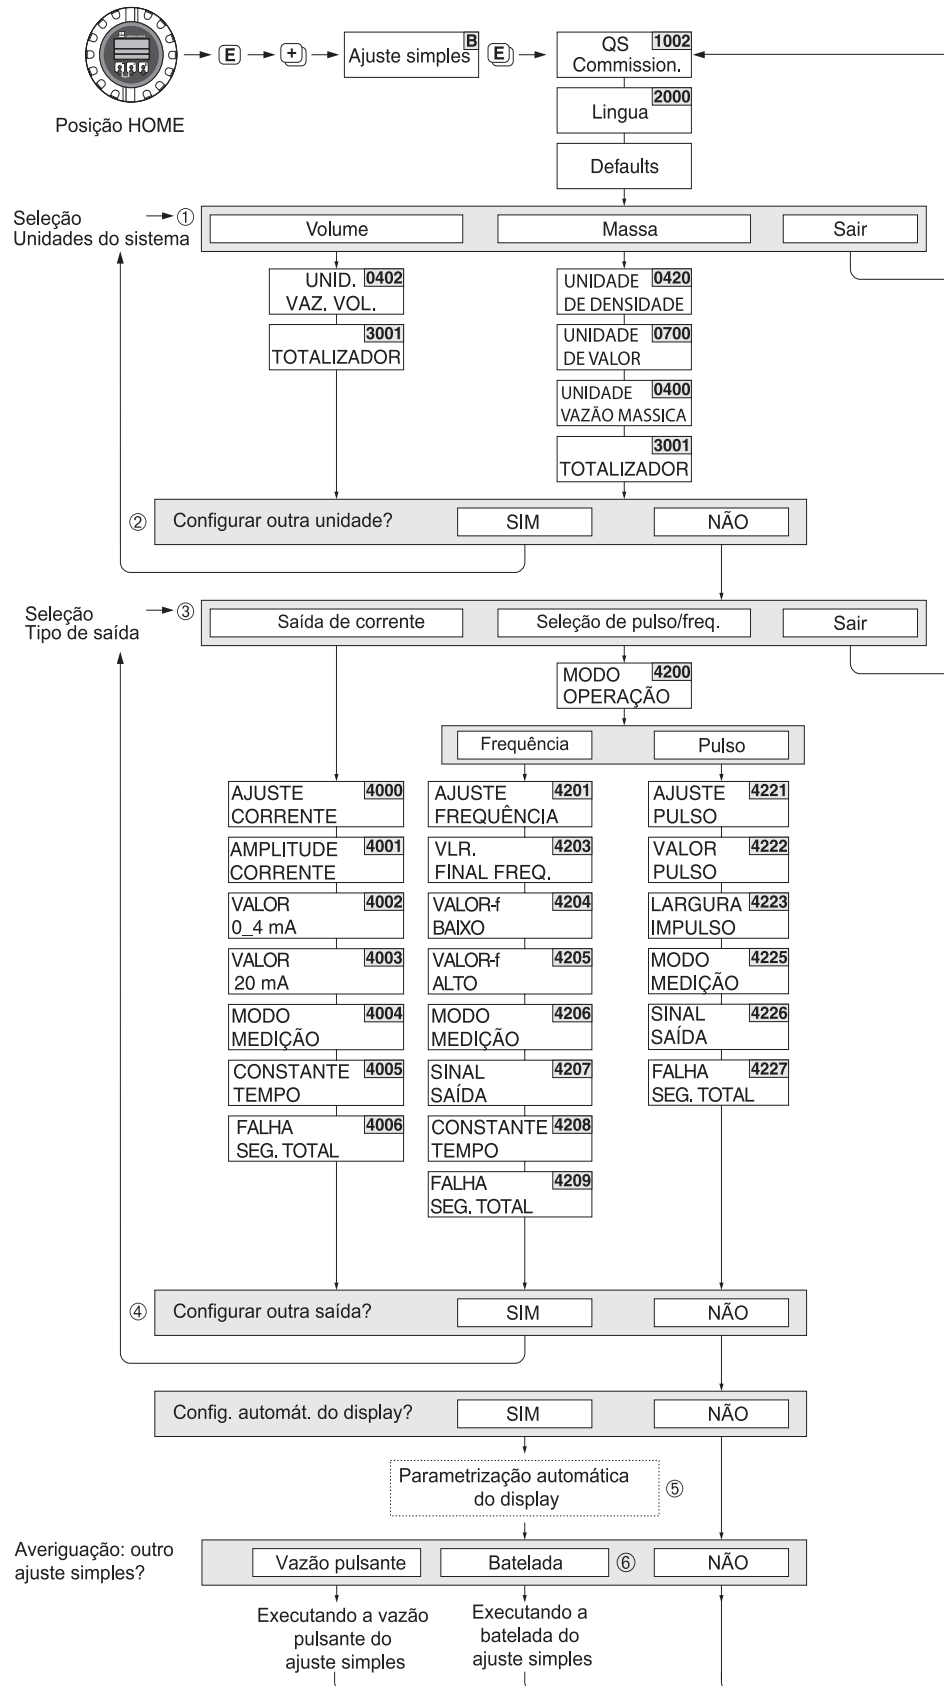 Posição HOME
E
+
B
Ajuste simples
E
QS 1002
Commission.
2000
Lingua
Defaults
Seleção
Unidades do sistema
①
Volume
Massa
Sair
UNID. 0402
VAZ. VOL.
3001
TOTALIZADOR
UNIDADE 0420
DE DENSIDADE
UNIDADE 0700
DE VALOR
UNIDADE 0400
VAZÃO MASSICA
3001
TOTALIZADOR
② Configurar outra unidade?
SIM
NÃO
Seleção
Tipo de saída
③
Saída de corrente
Seleção de pulso/freq.
Sair
MODO 4200
OPERAÇÃO
Frequência
Pulso
AJUSTE 4000
CORRENTE
AMPLITUDE 4001
CORRENTE
VALOR 4002
0_4 mA
VALOR 4003
20 mA
MODO 4004
MEDIÇÃO
CONSTANTE 4005
TEMPO
FALHA 4006
SEG. TOTAL
AJUSTE 4201
FREQUÊNCIA
VLR. 4203
FINAL FREQ.
VALOR-f 4204
BAIXO
VALOR-f 4205
ALTO
MODO 4206
MEDIÇÃO
SINAL 4207
SAÍDA
CONSTANTE 4208
TEMPO
FALHA 4209
SEG. TOTAL
AJUSTE 4221
PULSO
VALOR 4222
PULSO
LARGURA 4223
IMPULSO
MODO 4225
MEDIÇÃO
SINAL 4226
SAÍDA
FALHA 4227
SEG. TOTAL
④ Configurar outra saída?
SIM
NÃO
Config. automát. do display?
SIM
NÃO
Parametrização automática
do display
⑤
Averiguação: outro
ajuste simples?
Vazão pulsante
Batelada
⑥
NÃO
Executando a vazão
pulsante do
ajuste simples
Executando a
batelada do
ajuste simples